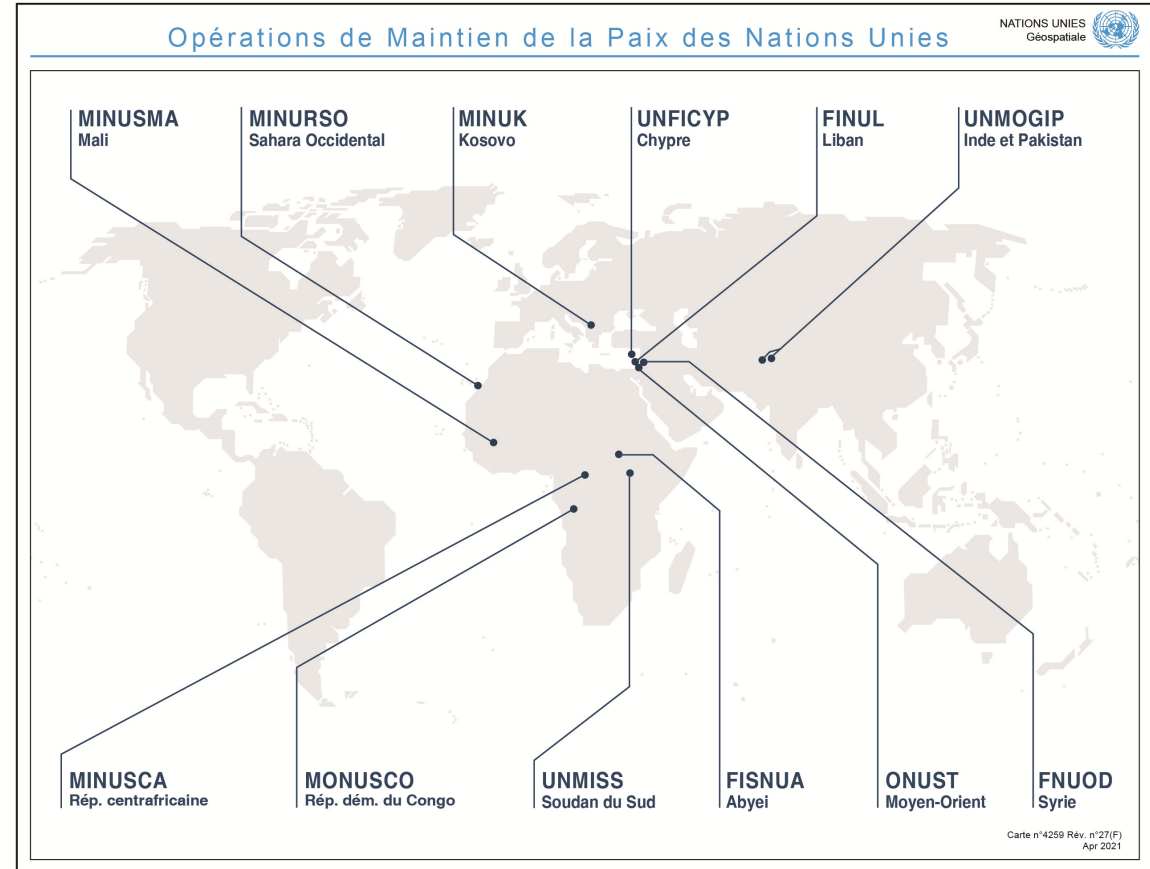 Opérations de Maintien de la Paix des Nations Unies
NATIONS UNIES
Géospatiale
MINUSMA
Mali
MINURSO
Sahara Occidental
MINUK
Kosovo
UNFICYP
Chypre
FINUL
Liban
UNMOGIP
Inde et Pakistan
MINUSCA
Rép. centrafricaine
MONUSCO
Rép. dém. du Congo
UNMISS
Soudan du Sud
FISNUA
Abyei
ONUST
Moyen-Orient
FNUOD
Syrie
Carte n°4259 Rév. n°27(F)
Apr 2021